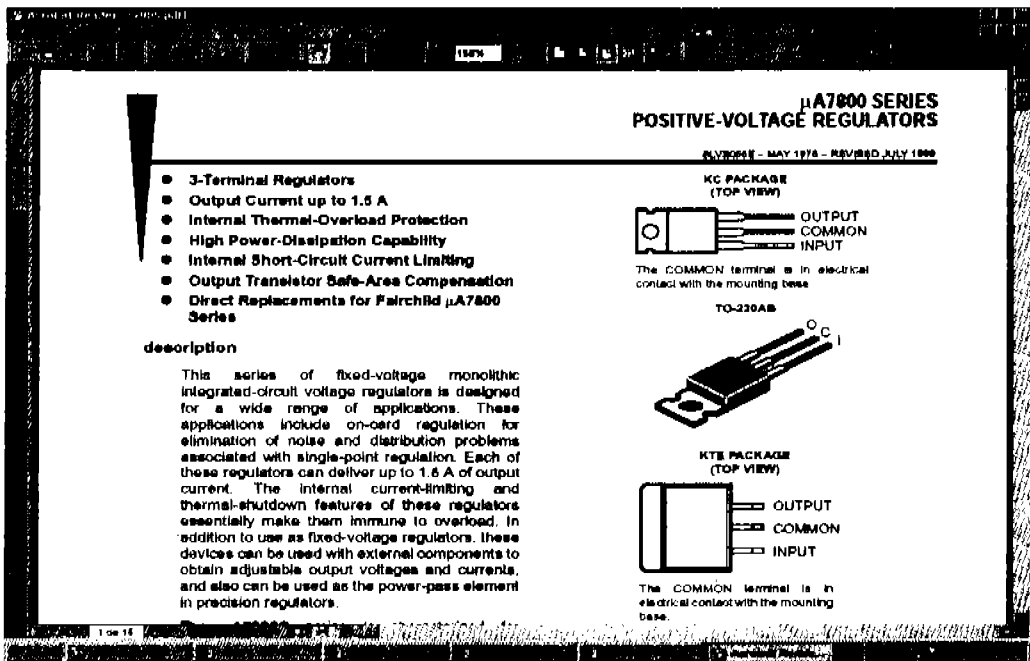 µA7800 SERIES
POSITIVE-VOLTAGE REGULATORS
– MAY 1976 – REVISED JULY 1999
● 3-Terminal Regulators
● Output Current up to 1.5 A
● Internal Thermal-Overload Protection
● High Power-Dissipation Capability
● Internal Short-Circuit Current Limiting
● Output Transistor Safe-Area Compensation
● Direct Replacements for Fairchild µA7800
Series
description
This series of fixed-voltage monolithic
integrated-circuit voltage regulators is designed
for a wide range of applications. These
applications include on-card regulation for
elimination of noise and distribution problems
associated with single-point regulation. Each of
these regulators can deliver up to 1.5 A of output
current. The internal current-limiting and
thermal-shutdown features of these regulators
essentially make them immune to overload. In
addition to use as fixed-voltage regulators, these
devices can be used with external components to
obtain adjustable output voltages and currents,
and also can be used as the power-pass element
in precision regulators.
KC PACKAGE
(TOP VIEW)
OUTPUT
COMMON
INPUT
The COMMON terminal is in electrical
contact with the mounting base
TO-220AB
O
C
I
KTE PACKAGE
(TOP VIEW)
OUTPUT
COMMON
INPUT
The COMMON terminal is in
electrical contact with the mounting
base.